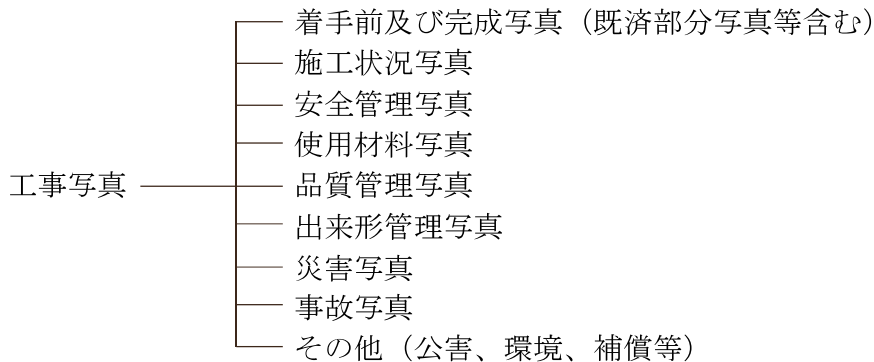 工事写真
着手前及び完成写真（既済部分写真等含む）
施工状況写真
安全管理写真
使用材料写真
品質管理写真
出来形管理写真
災害写真
事故写真
その他（公害、環境、補償等）